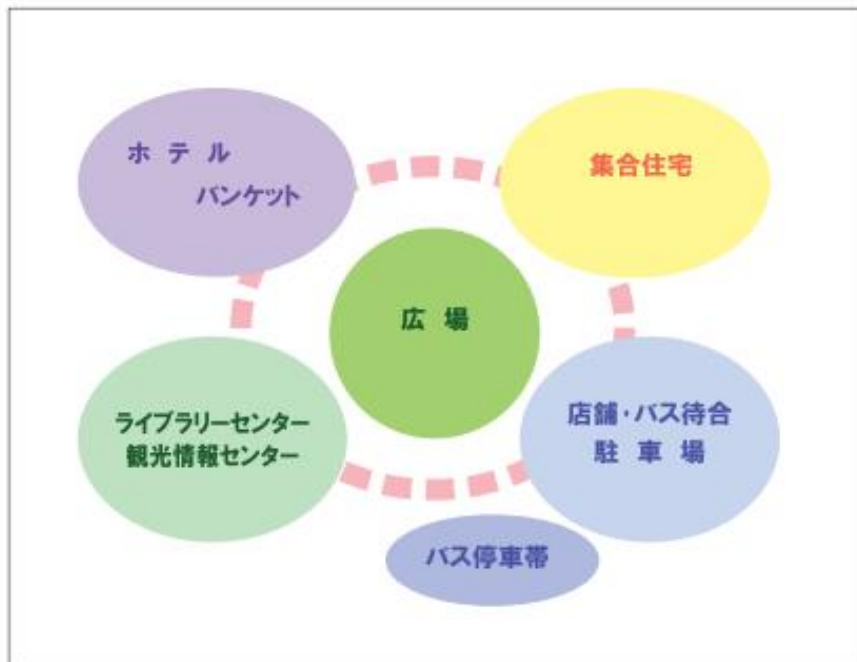 ホテル
バンケット
集合住宅
広場
ライブラリーセンター
観光情報センター
店舗・バス待合
駐車場
バス停車帯